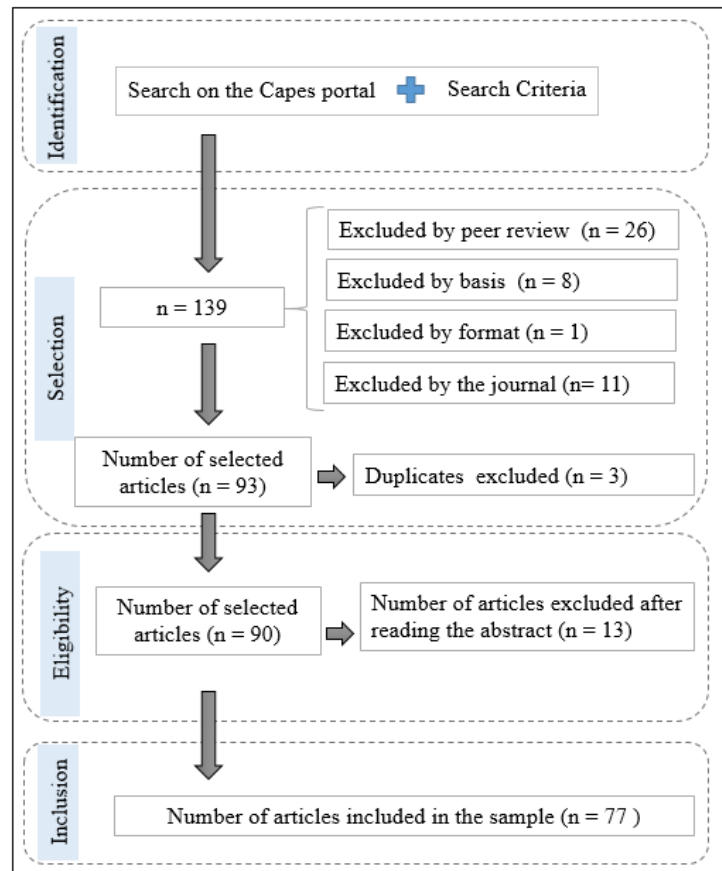 Identification
Search on the Capes portal
Search Criteria
Selection
n = 139
Excluded by peer review (n = 26)
Excluded by basis (n = 8)
Excluded by format (n = 1)
Excluded by the journal (n= 11)
Number of selected
articles (n = 93)
Duplicates excluded (n = 3)
Eligibility
Number of selected
articles (n = 90)
Number of articles excluded after
reading the abstract (n = 13)
Inclusion
Number of articles included in the sample (n = 77 )